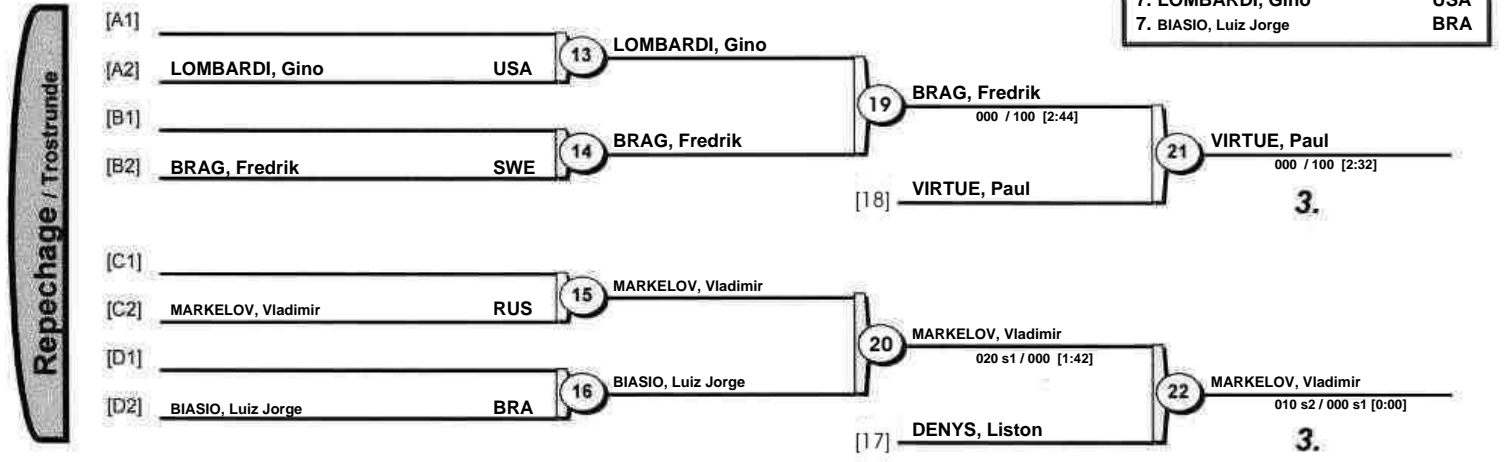 7. LOMBARDI, Gino USA
7. BIASIO, Luiz Jorge BRA
Repechage / Trostrunde
[A1]
13 LOMBARDI, Gino
[A2] LOMBARDI, Gino USA
19 BRAG, Fredrik
000 / 100 [2:44]
[B1]
14 BRAG, Fredrik
[B2] BRAG, Fredrik SWE
21 VIRTUE, Paul
000 / 100 [2:32]
[18] VIRTUE, Paul
3.
[C1]
15 MARKELOV, Vladimir
[C2] MARKELOV, Vladimir RUS
20 MARKELOV, Vladimir
020 s1 / 000 [1:42]
[D1]
16 BIASIO, Luiz Jorge
[D2] BIASIO, Luiz Jorge BRA
22 MARKELOV, Vladimir
010 s2 / 000 s1 [0:00]
[17] DENYS, Liston
3.